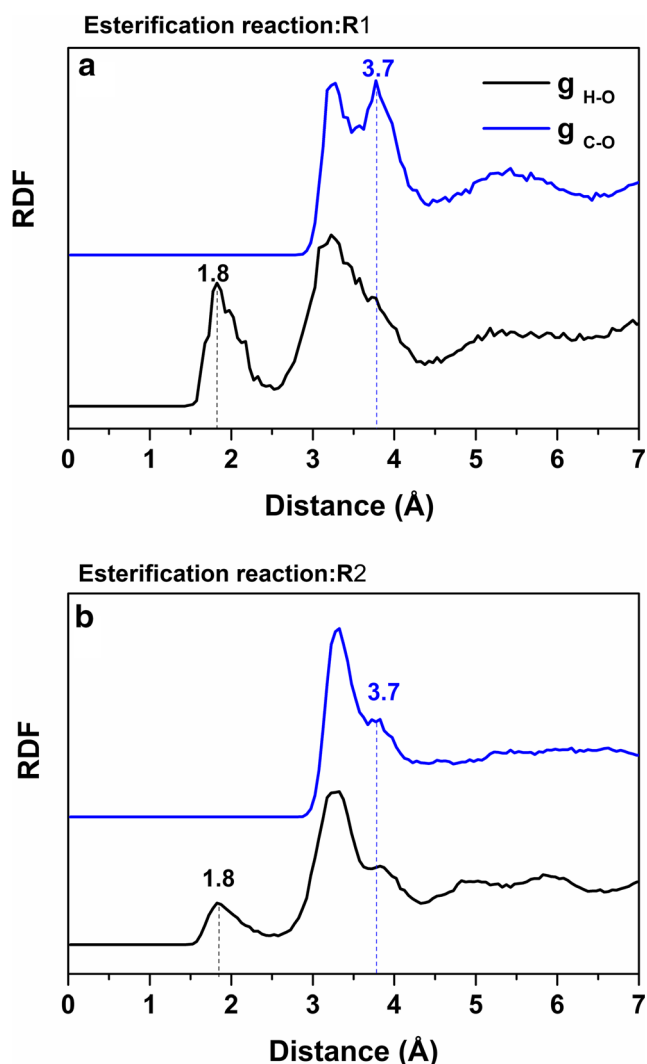 Esterification reaction:R1
a
3.7
g H-O
g C-O
1.8
RDF
0 1 2 3 4 5 6 7
Distance (Å)
Esterification reaction:R2
b
3.7
1.8
RDF
0 1 2 3 4 5 6 7
Distance (Å)